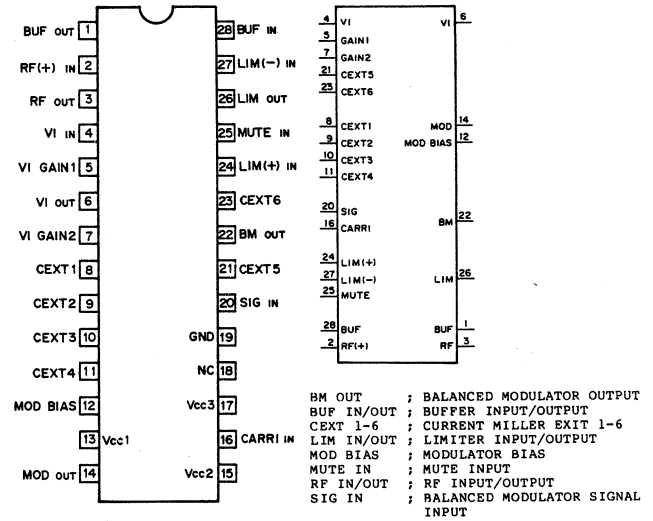 BUF OUT 1
RF(+) IN 2
RF OUT 3
VI IN 4
VI GAIN1 5
VI OUT 6
VI GAIN2 7
CEXT1 8
CEXT2 9
CEXT3 10
CEXT4 11
MOD BIAS 12
13 Vcc1
MOD OUT 14
28 BUF IN
27 LIM(-) IN
26 LIM OUT
25 MUTE IN
24 LIM(+) IN
23 CEXT6
22 BM OUT
21 CEXT5
20 SIG IN
GND 19
NC 18
Vcc3 17
16 CARRI IN
Vcc2 15
4 VI
5 GAIN1
7 GAIN2
21 CEXT5
23 CEXT6
8 CEXT1
9 CEXT2
10 CEXT3
11 CEXT4
20 SIG
16 CARRI
24 LIM(+)
27 LIM(-)
25 MUTE
28 BUF
2 RF(+)
VI 6
MOD 14
MOD BIAS 12
BM 22
LIM 26
BUF 1
RF 3
BM OUT ; BALANCED MODULATOR OUTPUT
BUF IN/OUT ; BUFFER INPUT/OUTPUT
CEXT 1-6 ; CURRENT MILLER EXIT 1-6
LIM IN/OUT ; LIMITER INPUT/OUTPUT
MOD BIAS ; MODULATOR BIAS
MUTE IN ; MUTE INPUT
RF IN/OUT ; RF INPUT/OUTPUT
SIG IN ; BALANCED MODULATOR SIGNAL
INPUT